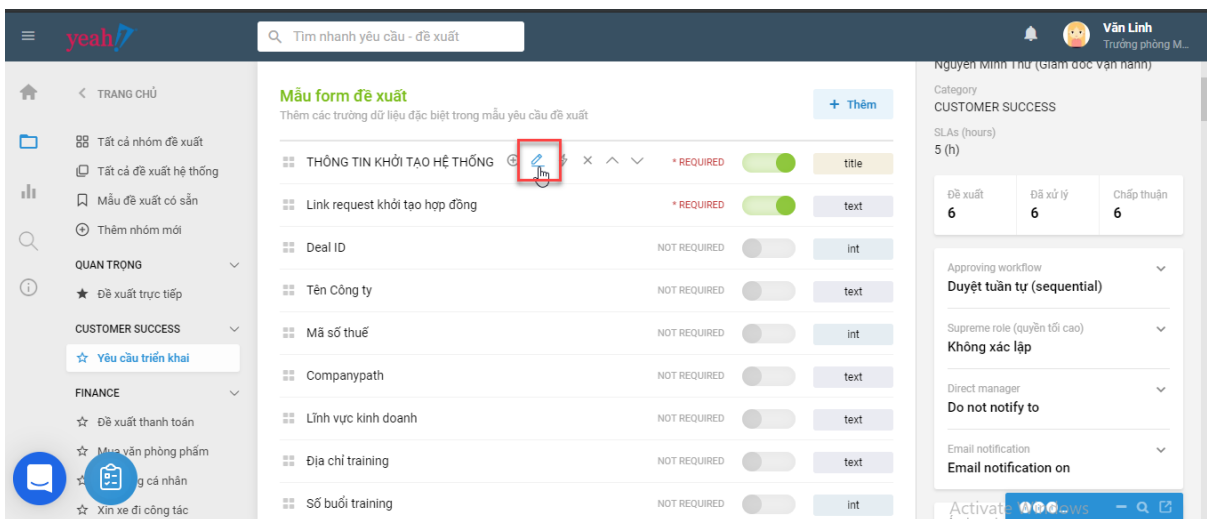 yeah!
Tìm nhanh yêu cầu - đề xuất
Văn Linh
Trưởng phòng M...
TRANG CHỦ
Tất cả nhóm đề xuất
Tất cả đề xuất hệ thống
Mẫu đề xuất có sẵn
Thêm nhóm mới
QUAN TRỌNG
Đề xuất trực tiếp
CUSTOMER SUCCESS
Yêu cầu triển khai
FINANCE
Đề xuất thanh toán
Mua văn phòng phẩm
g cá nhân
Xin xe đi công tác
Mẫu form đề xuất
Thêm các trường dữ liệu đặc biệt trong mẫu yêu cầu đề xuất
+ Thêm
THÔNG TIN KHỞI TẠO HỆ THỐNG * REQUIRED title
Link request khởi tạo hợp đồng * REQUIRED text
Deal ID NOT REQUIRED int
Tên Công ty NOT REQUIRED text
Mã số thuế NOT REQUIRED int
Companypath NOT REQUIRED text
Lĩnh vực kinh doanh NOT REQUIRED text
Địa chỉ training NOT REQUIRED text
Số buổi training NOT REQUIRED int
Nguyễn Minh Thư (Giám đốc Vận hành)
Category
CUSTOMER SUCCESS
SLAs (hours)
5 (h)
Đề xuất Đã xử lý Chấp thuận
6 6 6
Approving workflow
Duyệt tuần tự (sequential)
Supreme role (quyền tối cao)
Không xác lập
Direct manager
Do not notify to
Email notification
Email notification on
Activate Windows